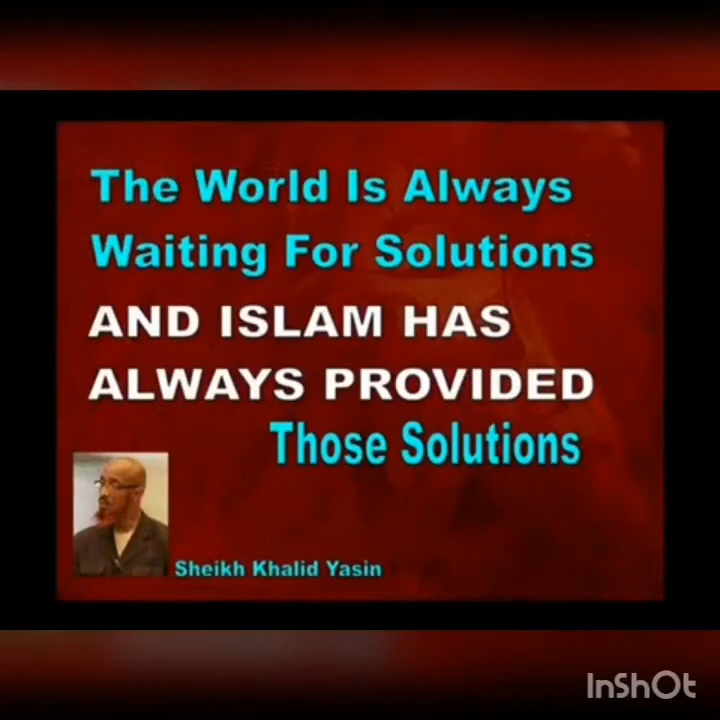 The World Is Always
Waiting For Solutions
AND ISLAM HAS
ALWAYS PROVIDED
Those Solutions
Sheikh Khalid Yasin
InShOt